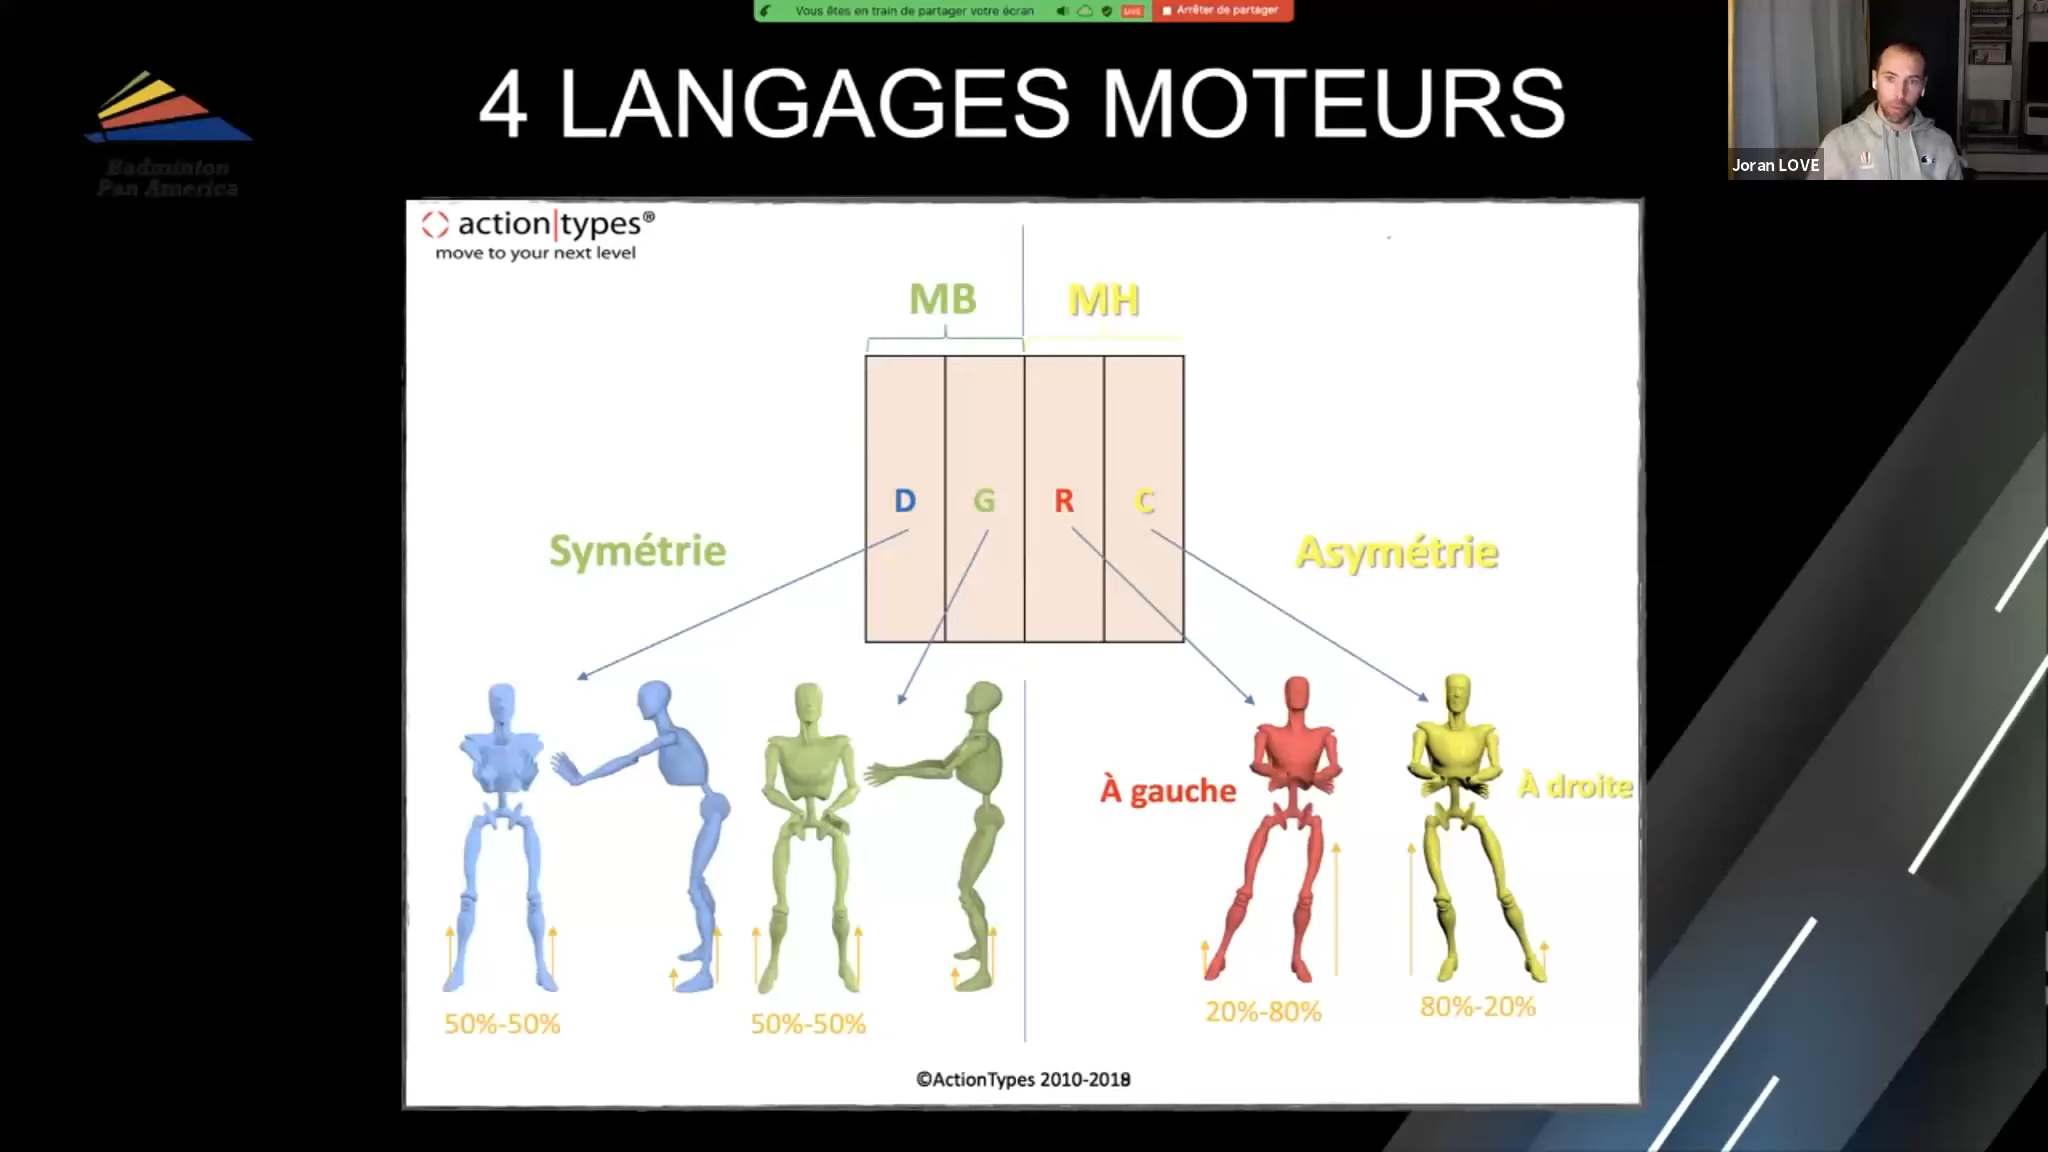 Vous êtes en train de partager votre écran
LIVE
Arrêter de partager
4 LANGAGES MOTEURS
Badminton
Pan America
Joran LOVE
action|types®
move to your next level
MB
MH
D
G
R
C
Symétrie
Asymétrie
À gauche
À droite
50%-50%
50%-50%
20%-80%
80%-20%
©ActionTypes 2010-2018